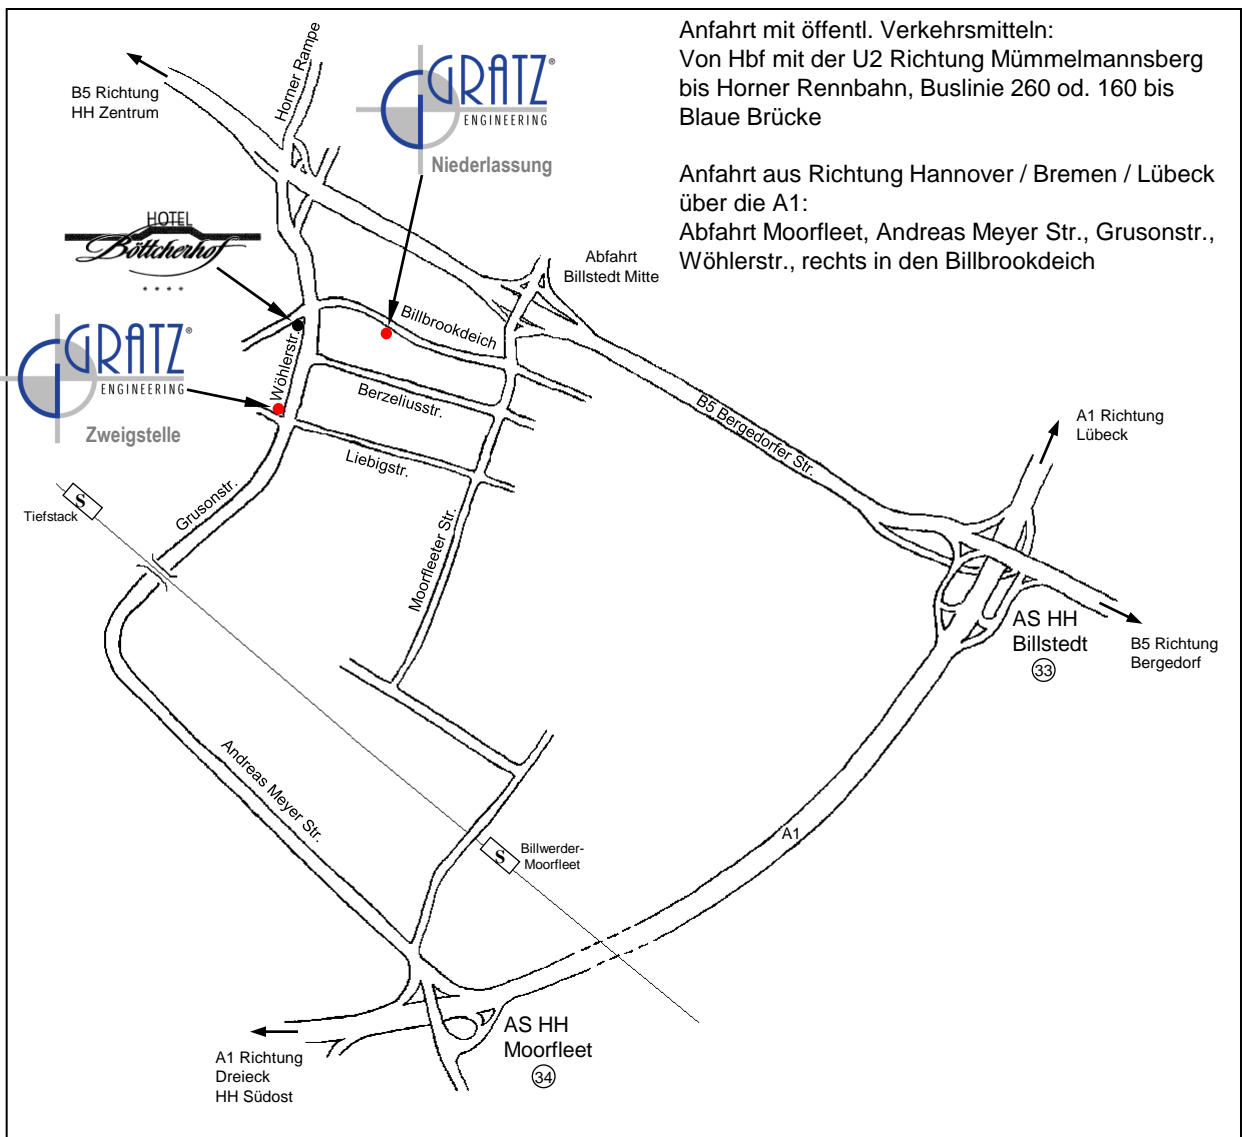 Anfahrt mit öffentl. Verkehrsmitteln:
Von Hbf mit der U2 Richtung Mümmelmannsberg
bis Horner Rennbahn, Buslinie 260 od. 160 bis
Blaue Brücke
Anfahrt aus Richtung Hannover / Bremen / Lübeck
über die A1:
Abfahrt Moorfleet, Andreas Meyer Str., Grusonstr.,
Wöhlerstr., rechts in den Billbrookdeich
B5 Richtung
HH Zentrum
Horner Rampe
GRATZ®
ENGINEERING
Niederlassung
HOTEL
Böttcherhof
Abfahrt
Billstedt Mitte
Billbrookdeich
GRATZ®
ENGINEERING
Zweigstelle
Wöhlerstr.
Berzeliusstr.
Liebigstr.
B5 Bergedorfer Str.
A1 Richtung
Lübeck
Grusonstr.
S
Tiefstack
Moorfleeter Str.
AS HH
Billstedt
33
B5 Richtung
Bergedorf
Andreas Meyer Str.
A1
S
Billwerder-
Moorfleet
AS HH
Moorfleet
34
A1 Richtung
Dreieck
HH Südost